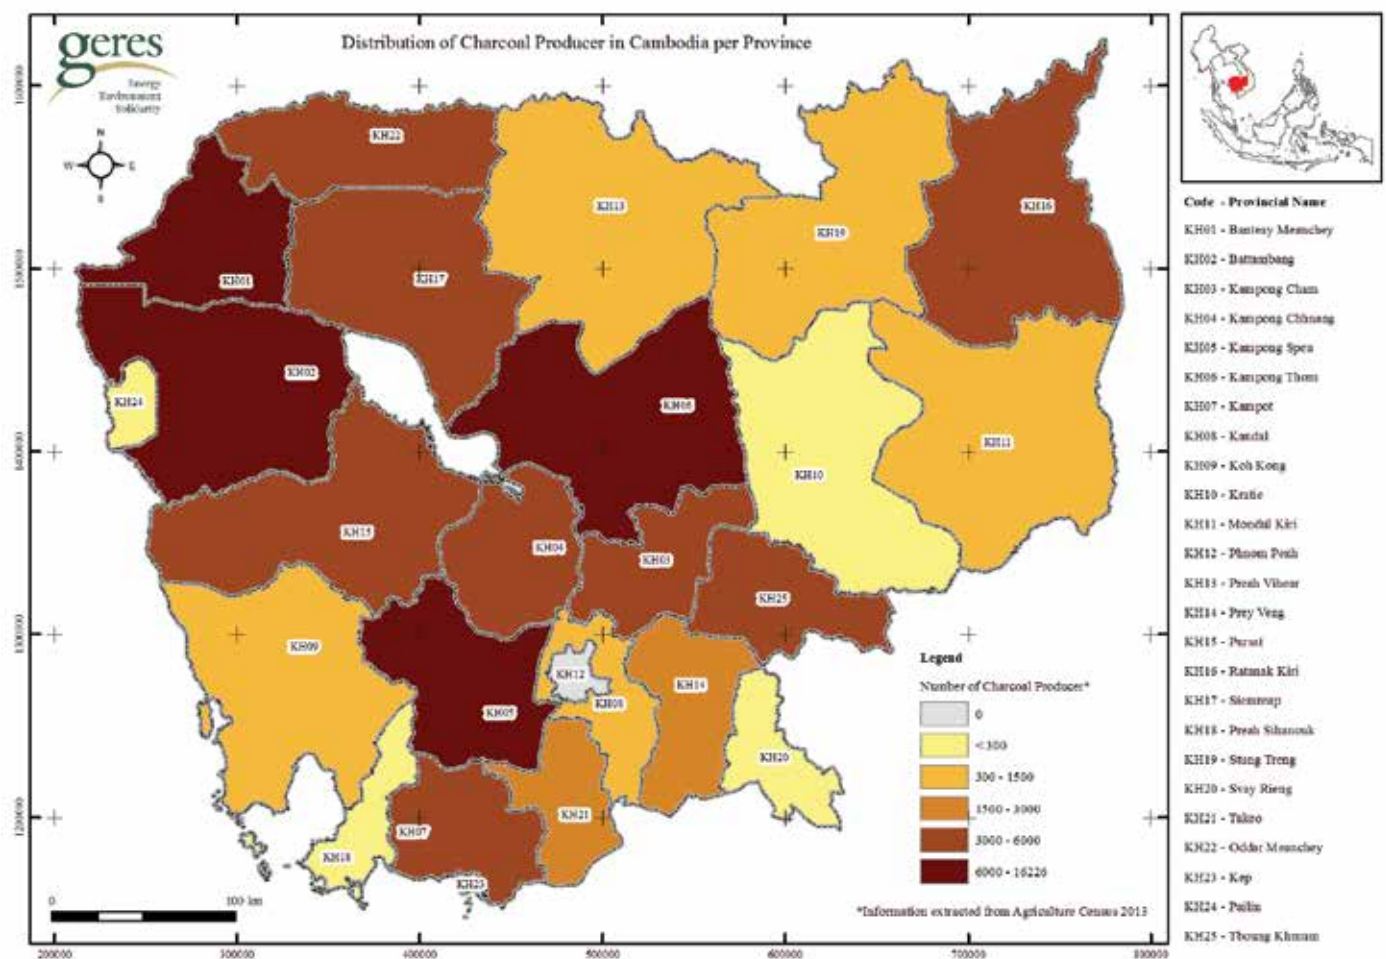 geres
Energy
Environment
Solidarity
Distribution of Charcoal Producer in Cambodia per Province
N
W
E
S
KH22
KH13
KH16
KH19
KH17
KH01
KH02
KH24
KH06
KH11
KH10
KH15
KH04
KH03
KH25
KH09
KH12
KH14
KH05
KH08
KH20
KH21
KH07
KH18
KH23
0 100 km
Legend
Number of Charcoal Producer*
0
<300
300 - 1500
1500 - 3000
3000 - 6000
6000 - 16226
*Information extracted from Agriculture Census 2013
200000 300000 400000 500000 600000 700000 800000
1600000
1500000
1400000
1300000
1200000
Code - Provincial Name
KH01 - Banteay Meanchey
KH02 - Battambang
KH03 - Kampong Cham
KH04 - Kampong Chhnang
KH05 - Kampong Speu
KH06 - Kampong Thom
KH07 - Kampot
KH08 - Kandal
KH09 - Koh Kong
KH10 - Kratie
KH11 - Mondul Kiri
KH12 - Phnom Penh
KH13 - Preah Vihear
KH14 - Prey Veng
KH15 - Pursat
KH16 - Ratanak Kiri
KH17 - Siemreap
KH18 - Preah Sihanouk
KH19 - Stung Treng
KH20 - Svay Rieng
KH21 - Takeo
KH22 - Oddar Meanchey
KH23 - Kep
KH24 - Pailin
KH25 - Tboung Khmum